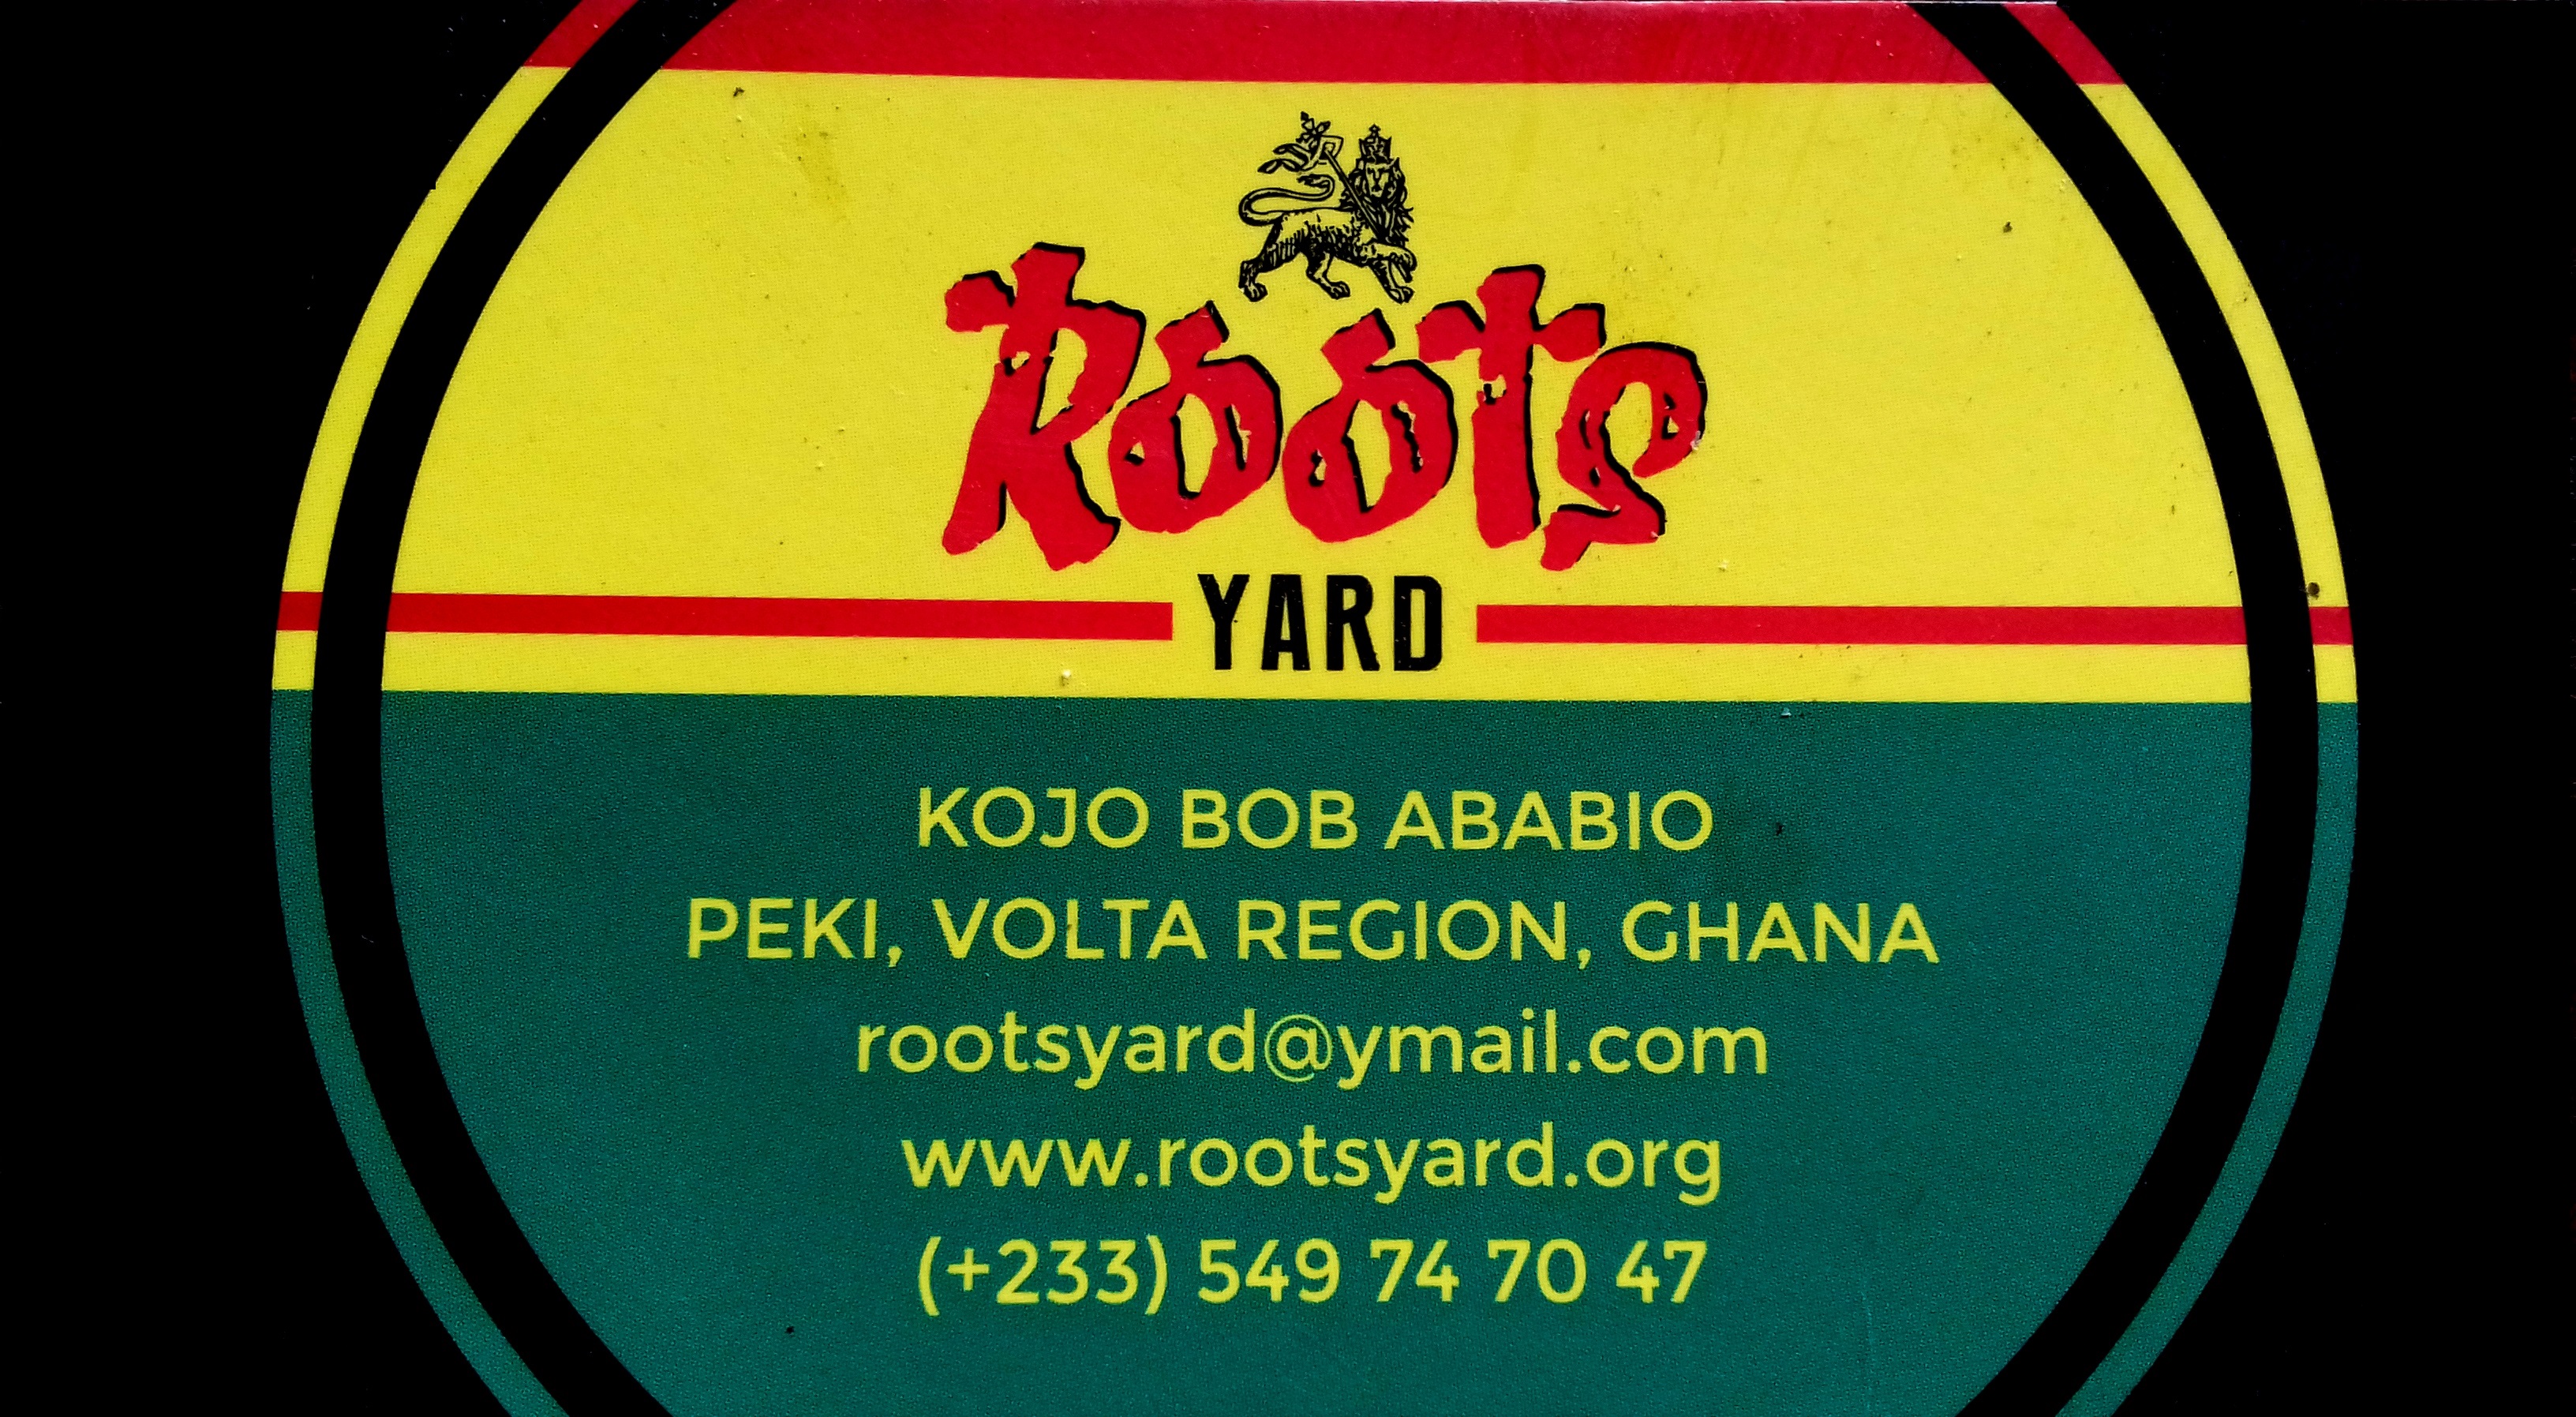 Roots
YARD
KOJO BOB ABABIO
PEKI, VOLTA REGION, GHANA
rootsyard@ymail.com
www.rootsyard.org
(+233) 549 74 70 47